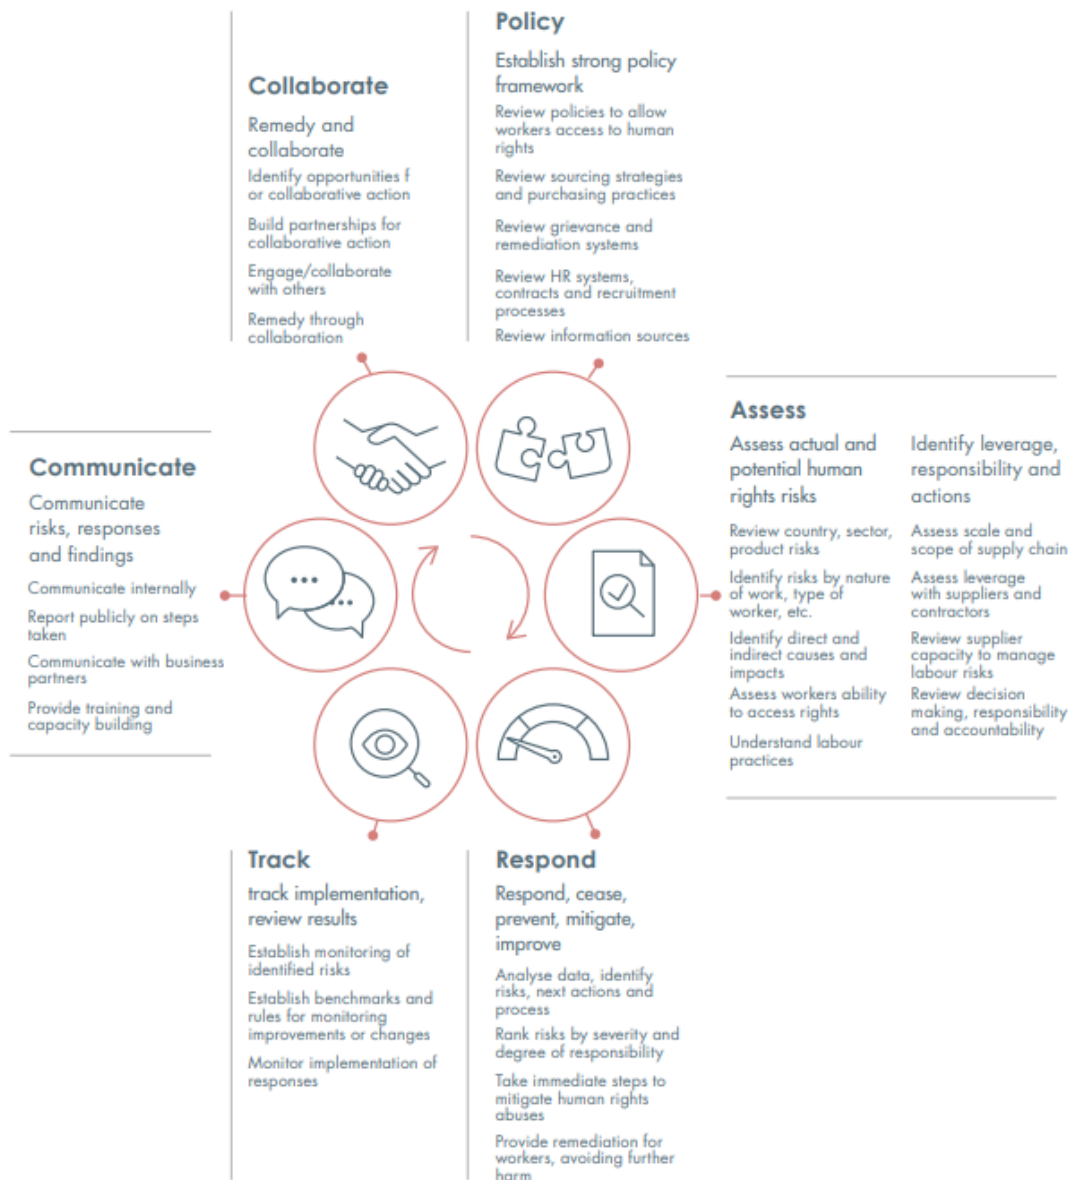 Policy
Establish strong policy
framework
Review policies to allow
workers access to human
rights
Review sourcing strategies
and purchasing practices
Review grievance and
remediation systems
Review HR systems,
contracts and recruitment
processes
Review information sources
Collaborate
Remedy and
collaborate
Identify opportunities f
or collaborative action
Build partnerships for
collaborative action
Engage/collaborate
with others
Remedy through
collaboration
Assess
Assess actual and
potential human
rights risks
Review country, sector,
product risks
Identify risks by nature
of work, type of
worker, etc.
Identify direct and
indirect causes and
impacts
Assess workers ability
to access rights
Understand labour
practices
Identify leverage,
responsibility and
actions
Assess scale and
scope of supply chain
Assess leverage
with suppliers and
contractors
Review supplier
capacity to manage
labour risks
Review decision
making, responsibility
and accountability
Communicate
Communicate
risks, responses
and findings
Communicate internally
Report publicly on steps
taken
Communicate with business
partners
Provide training and
capacity building
Track
track implementation,
review results
Establish monitoring of
identified risks
Establish benchmarks and
rules for monitoring
improvements or changes
Monitor implementation of
responses
Respond
Respond, cease,
prevent, mitigate,
improve
Analyse data, identify
risks, next actions and
process
Rank risks by severity and
degree of responsibility
Take immediate steps to
mitigate human rights
abuses
Provide remediation for
workers, avoiding further
harm